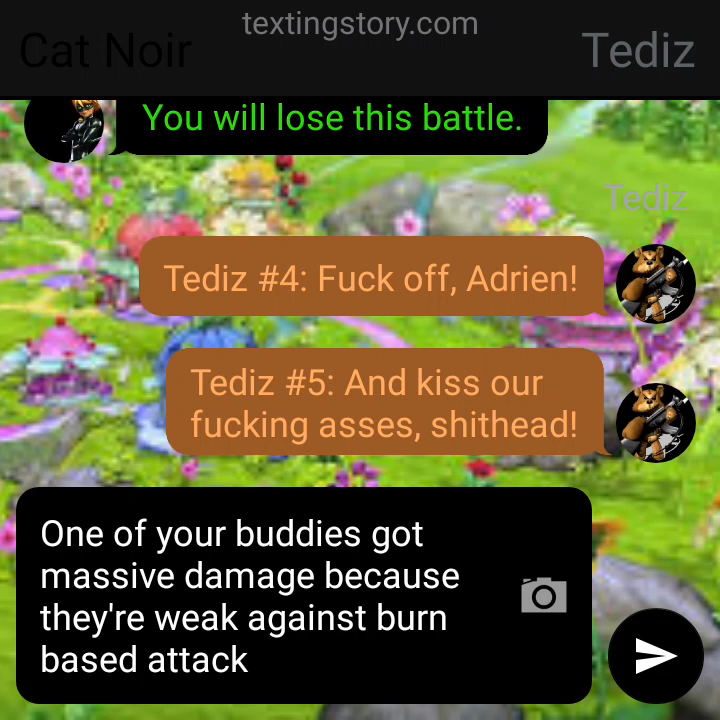 textingstory.com
Cat Noir
Tediz
You will lose this battle.
Tediz
Tediz #4: Fuck off, Adrien!
Tediz #5: And kiss our
fucking asses, shithead!
One of your buddies got
massive damage because
they're weak against burn
based attack